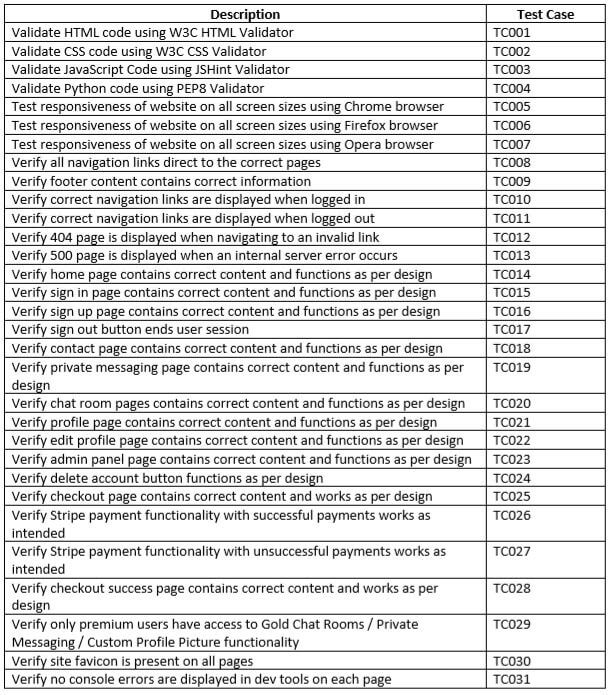 Description Test Case
Validate HTML code using W3C HTML Validator TC001
Validate CSS code using W3C CSS Validator TC002
Validate JavaScript Code using JSHint Validator TC003
Validate Python code using PEP8 Validator TC004
Test responsiveness of website on all screen sizes using Chrome browser TC005
Test responsiveness of website on all screen sizes using Firefox browser TC006
Test responsiveness of website on all screen sizes using Opera browser TC007
Verify all navigation links direct to the correct pages TC008
Verify footer content contains correct information TC009
Verify correct navigation links are displayed when logged in TC010
Verify correct navigation links are displayed when logged out TC011
Verify 404 page is displayed when navigating to an invalid link TC012
Verify 500 page is displayed when an internal server error occurs TC013
Verify home page contains correct content and functions as per design TC014
Verify sign in page contains correct content and functions as per design TC015
Verify sign up page contains correct content and functions as per design TC016
Verify sign out button ends user session TC017
Verify contact page contains correct content and functions as per design TC018
Verify private messaging page contains correct content and functions as per TC019
design
Verify chat room pages contains correct content and functions as per design TC020
Verify profile page contains correct content and functions as per design TC021
Verify edit profile page contains correct content and functions as per design TC022
Verify admin panel page contains correct content and functions as per design TC023
Verify delete account button functions as per design TC024
Verify checkout page contains correct content and works as per design TC025
Verify Stripe payment functionality with successful payments works as TC026
intended
Verify Stripe payment functionality with unsuccessful payments works as TC027
intended
Verify checkout success page contains correct content and works as per TC028
design
Verify only premium users have access to Gold Chat Rooms / Private TC029
Messaging / Custom Profile Picture functionality
Verify site favicon is present on all pages TC030
Verify no console errors are displayed in dev tools on each page TC031